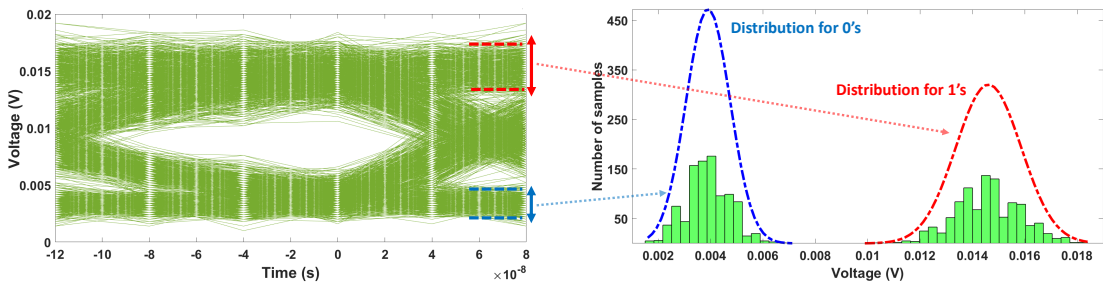 0.02
0.015
0.01
0.005
0
Voltage (V)
-12 -10 -8 -6 -4 -2 0 2 4 6 8
Time (s)
×10-8
450
350
250
150
50
Number of samples
Distribution for 0's
Distribution for 1's
0.002 0.004 0.006 0.008 0.01 0.012 0.014 0.016 0.018
Voltage (V)